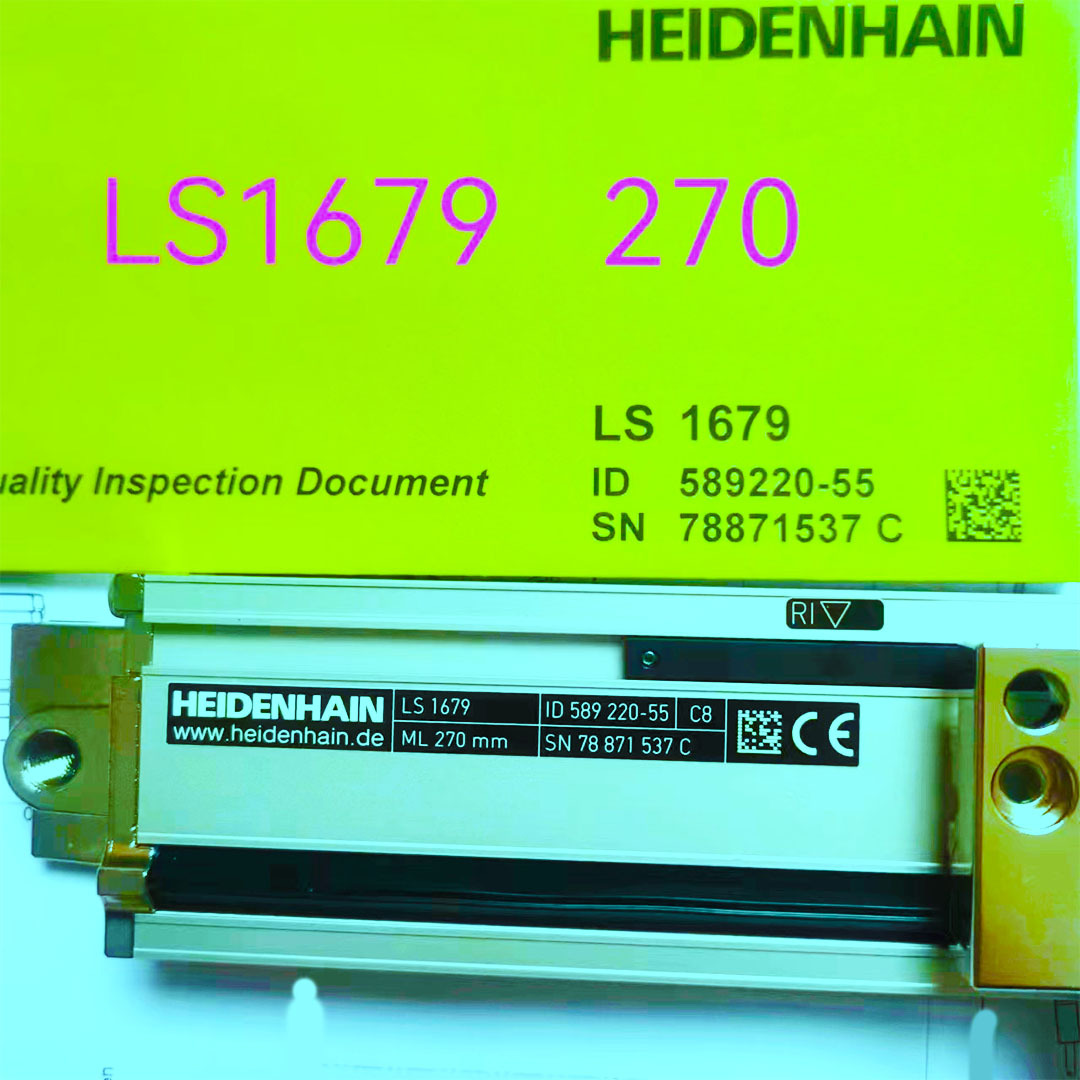 HEIDENHAIN
LS1679 270
LS 1679
uality Inspection Document
ID 589220-55
SN 78871537 C
RI
HEIDENHAIN
www.heidenhain.de
LS 1679
ML 270 mm
ID 589 220-55
C8
SN 78 871 537 C
CE